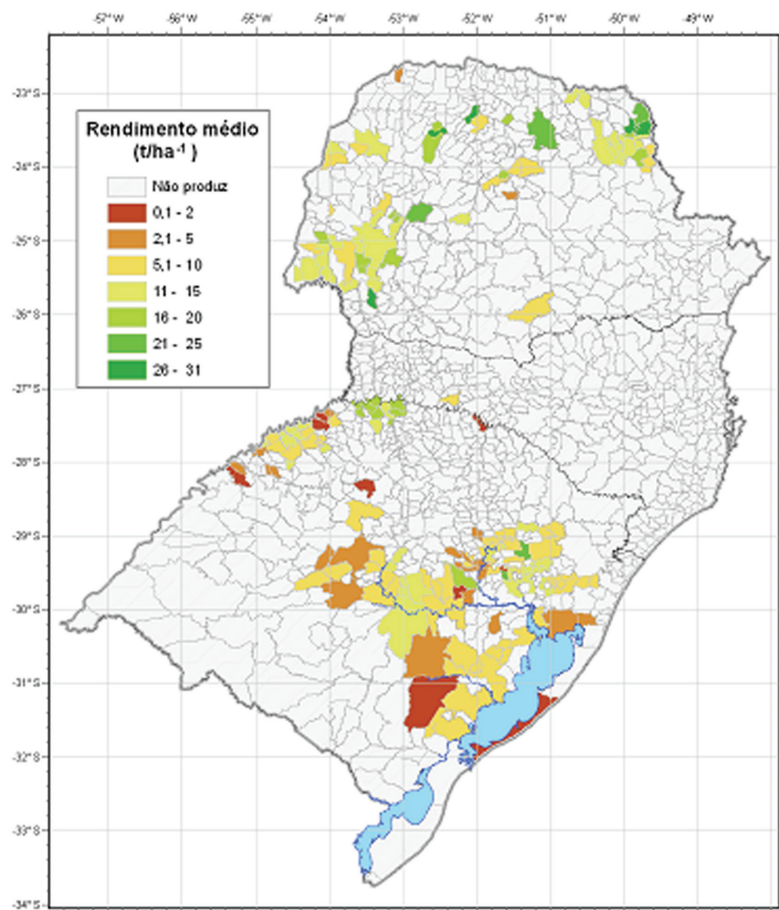 -57°W -56°W -55°W -54°W -53°W -52°W -51°W -50°W -49°W
-23°S
-24°S
-25°S
-26°S
-27°S
-28°S
-29°S
-30°S
-31°S
-32°S
-33°S
-34°S
Rendimento médio
(t/ha⁻¹ )
Não produz
0,1 - 2
2,1 - 5
5,1 - 10
11 - 15
16 - 20
21 - 25
26 - 31